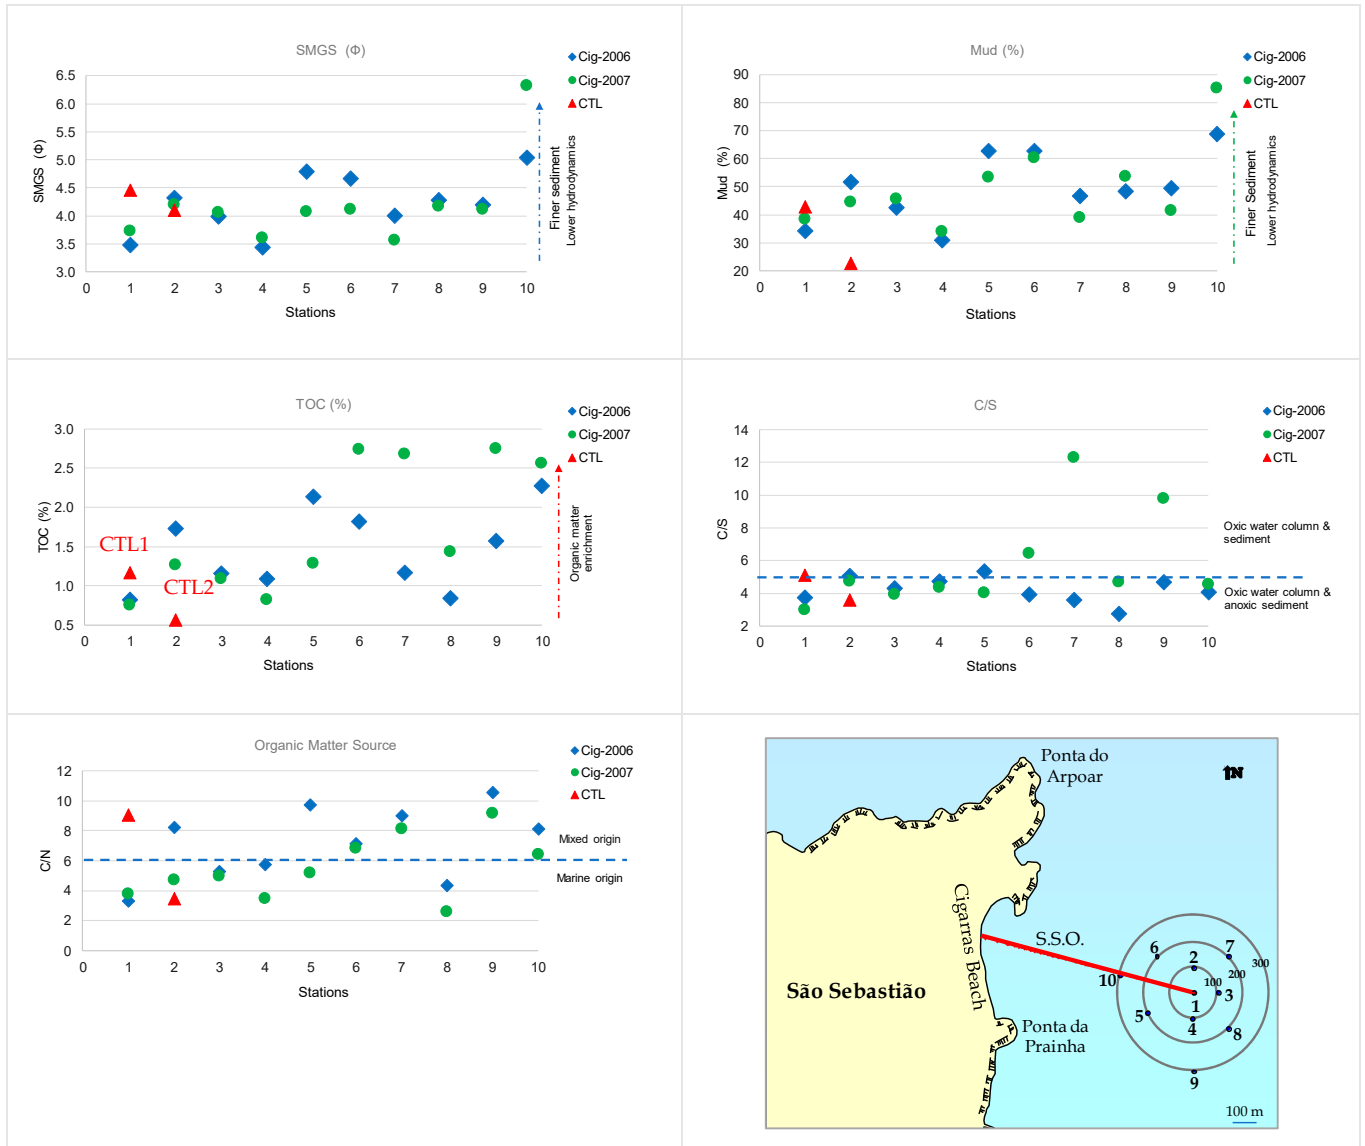 SMGS (Φ)
Cig-2006
Cig-2007
CTL
6.5
6.0
5.5
5.0
4.5
4.0
3.5
3.0
SMGS (Φ)
0 1 2 3 4 5 6 7 8 9 10
Stations
Finer sediment
Lower hydrodynamics
Mud (%)
Cig-2006
Cig-2007
CTL
90
80
70
60
50
40
30
20
Mud (%)
0 1 2 3 4 5 6 7 8 9 10
Stations
Finer Sediment
Lower hydrodynamics
TOC (%)
Cig-2006
Cig-2007
CTL
3.0
2.5
2.0
1.5
1.0
0.5
TOC (%)
CTL1
CTL2
0 1 2 3 4 5 6 7 8 9 10
Stations
Organic matter
enrichment
C/S
Cig-2006
Cig-2007
CTL
14
12
10
8
6
4
2
C/S
0 1 2 3 4 5 6 7 8 9 10
Stations
Oxic water column &
sediment
Oxic water column &
anoxic sediment
Organic Matter Source
Cig-2006
Cig-2007
CTL
12
10
8
6
4
2
0
C/N
0 1 2 3 4 5 6 7 8 9 10
Stations
Mixed origin
Marine origin
Ponta do
Arpoar
N
Cigarras Beach
S.S.O.
São Sebastião
Ponta da
Prainha
6
7
2
300
200
100
10
3
1
5
4
8
9
100 m